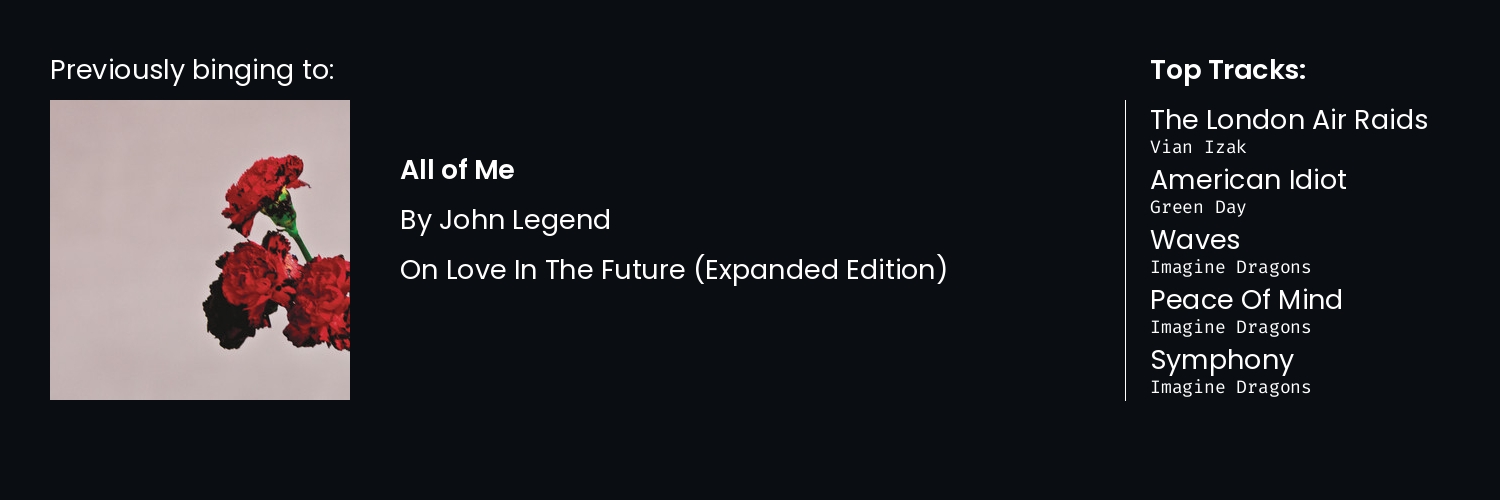 Previously binging to:
All of Me
By John Legend
On Love In The Future (Expanded Edition)
Top Tracks:
The London Air Raids
Vian Izak
American Idiot
Green Day
Waves
Imagine Dragons
Peace Of Mind
Imagine Dragons
Symphony
Imagine Dragons